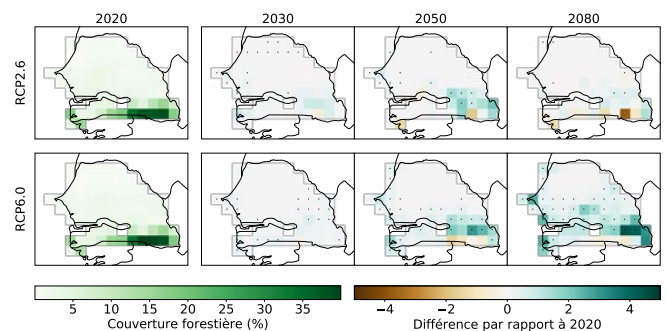 2020 2030 2050 2080
RCP2.6
RCP6.0
5 10 15 20 25 30 35
Couverture forestière (%)
−4 −2 0 2 4
Différence par rapport à 2020